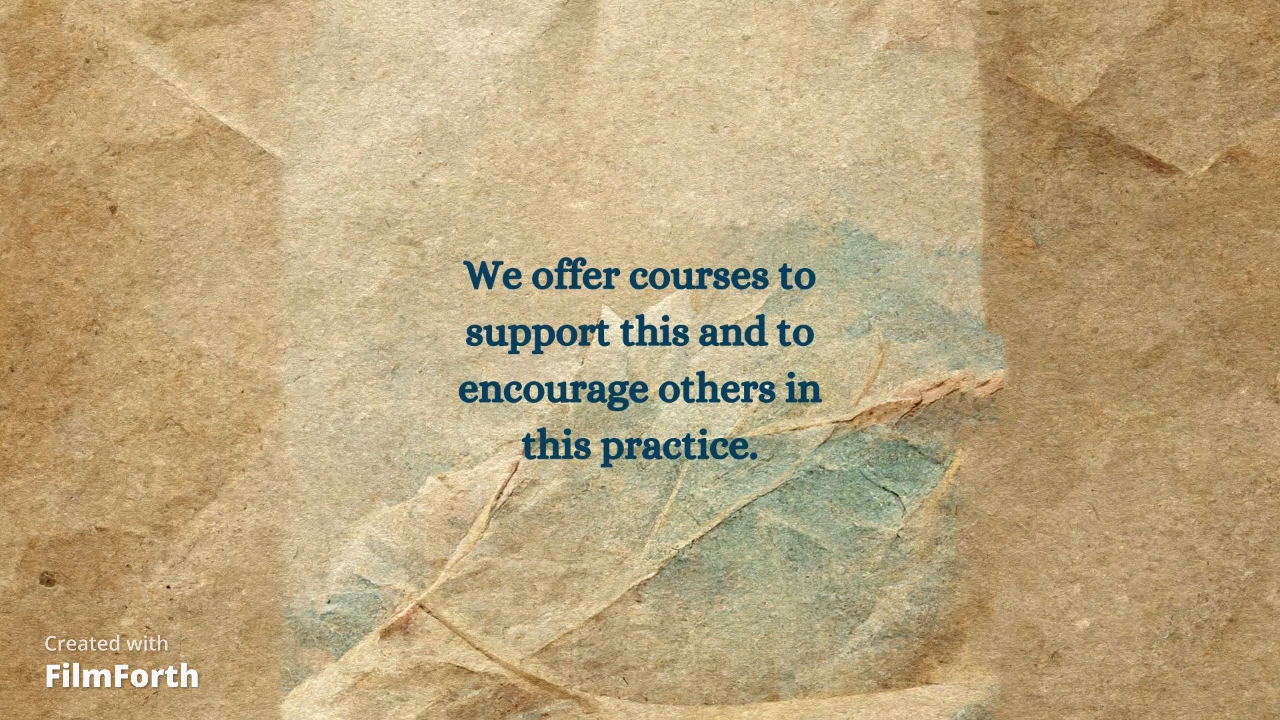 We offer courses to
support this and to
encourage others in
this practice.
Created with
FilmForth